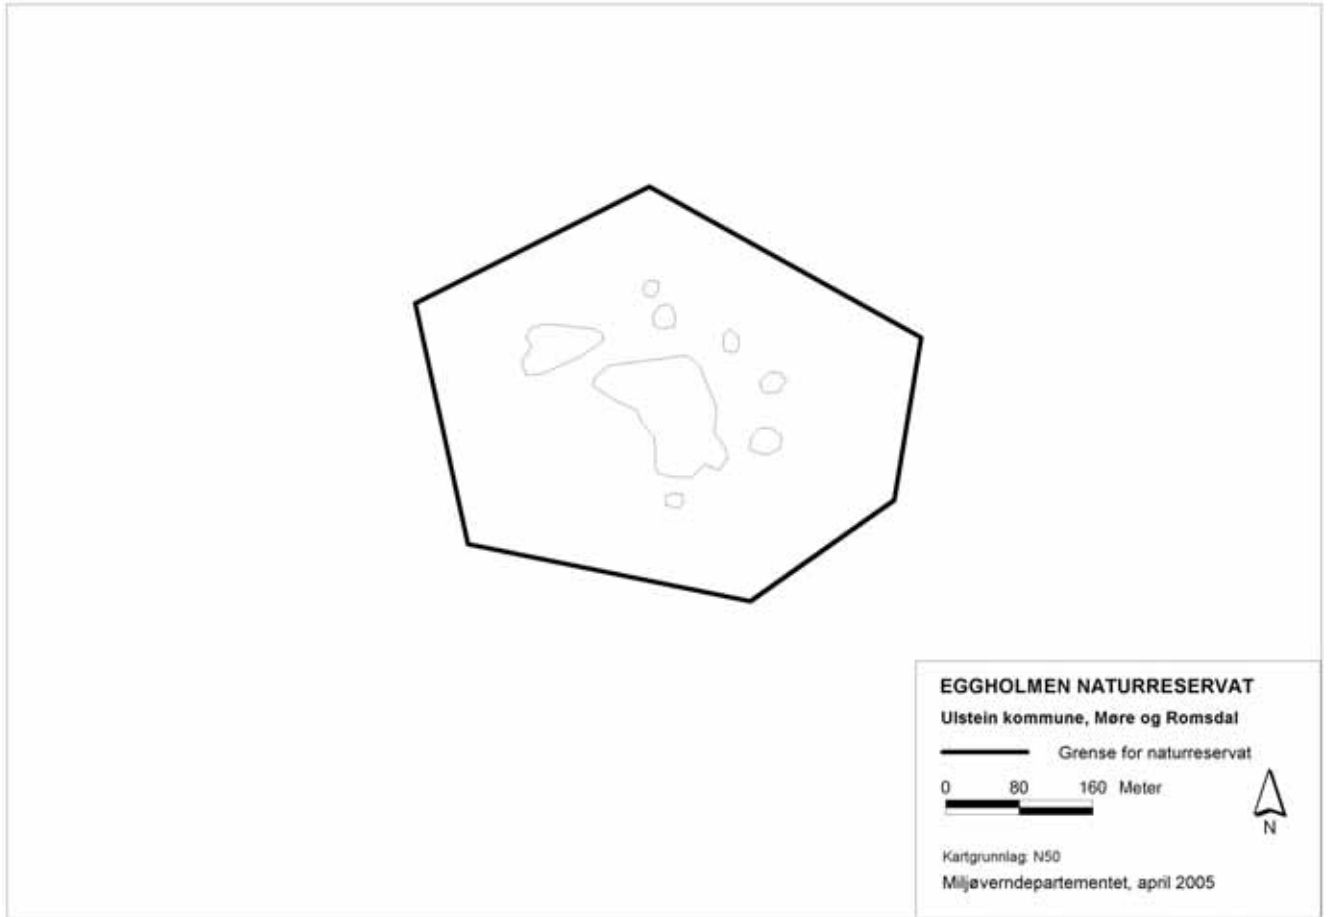 EGGHOLMEN NATURRESERVAT
Ulstein kommune, Møre og Romsdal
Grense for naturreservat
0 80 160 Meter
N
Kartgrunnlag: N50
Miljøverndepartementet, april 2005